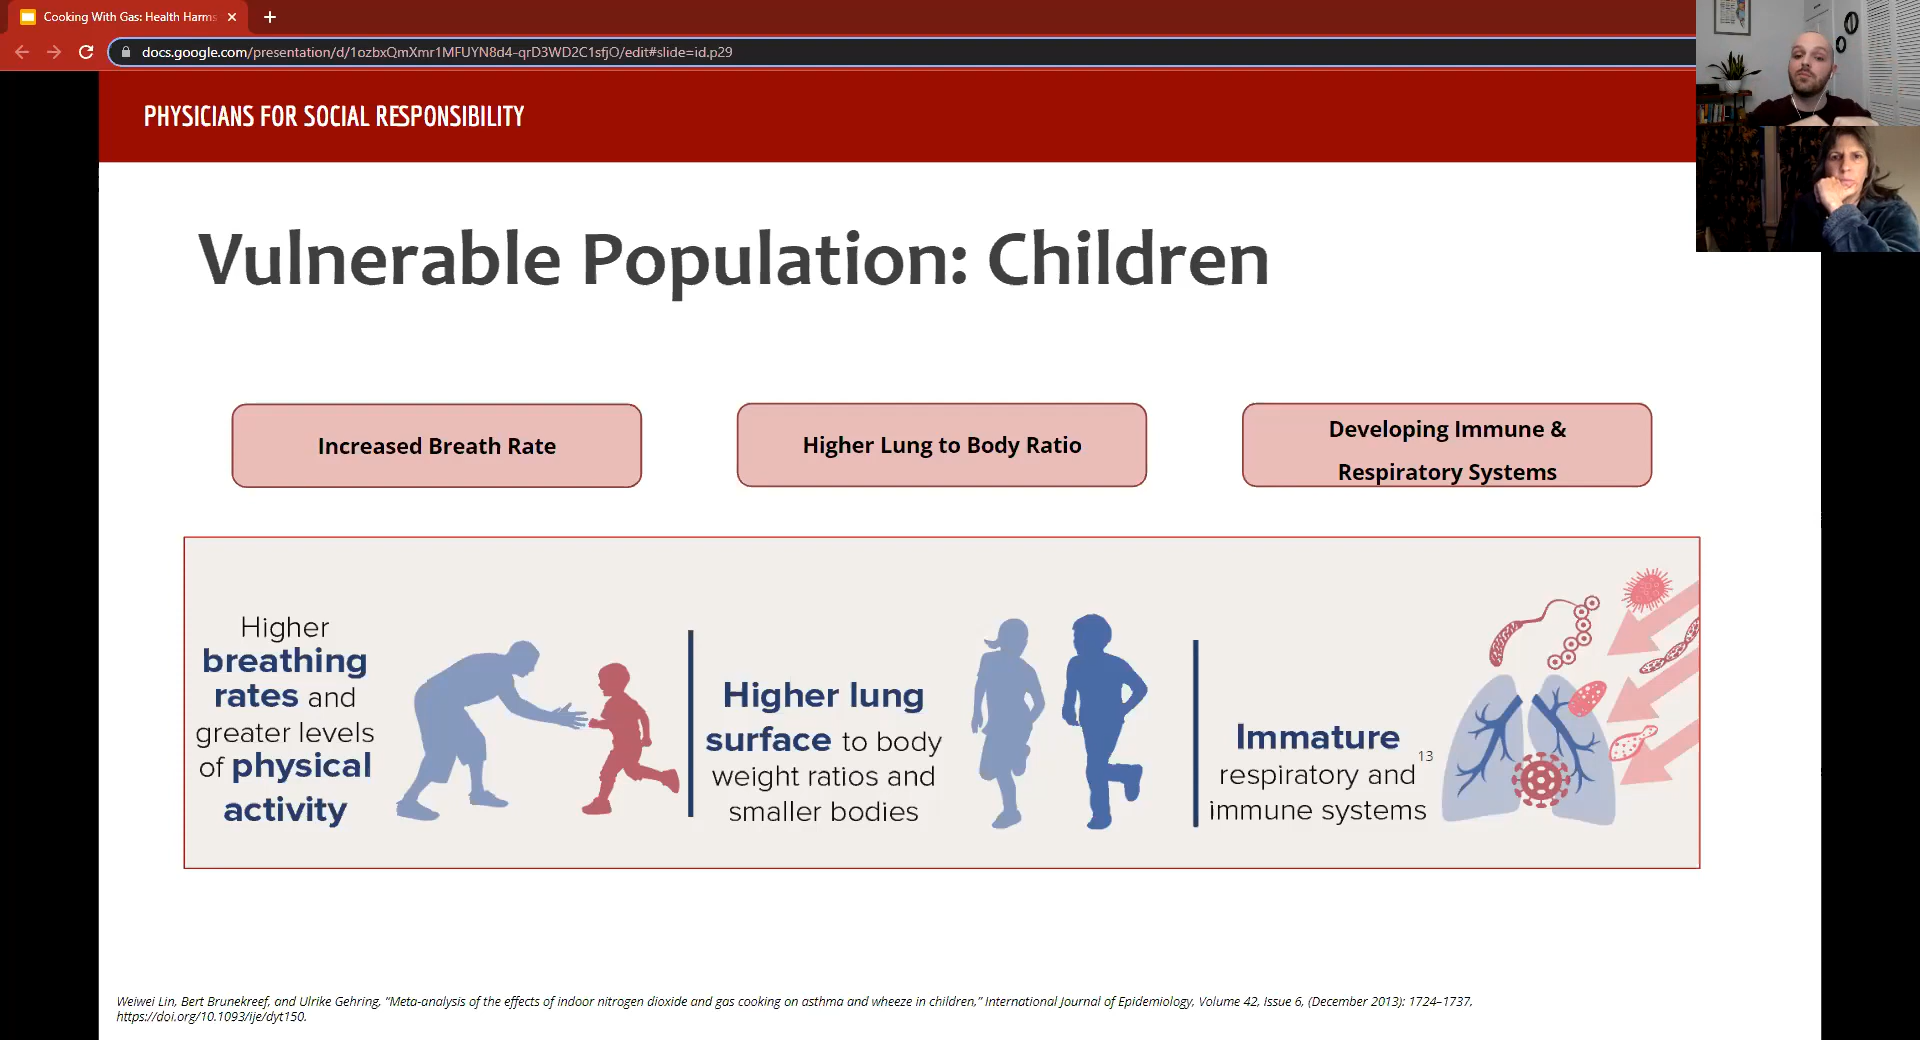 Cooking With Gas: Health Harms
docs.google.com/presentation/d/1ozbxQmXmr1MFUYN8d4-qrD3WD2C1sfjO/edit#slide=id.p29
PHYSICIANS FOR SOCIAL RESPONSIBILITY
Vulnerable Population: Children
Increased Breath Rate
Higher Lung to Body Ratio
Developing Immune &
Respiratory Systems
Higher
breathing
rates and
greater levels
of physical
activity
Higher lung
surface to body
weight ratios and
smaller bodies
Immature
respiratory and 13
immune systems
Weiwei Lin, Bert Brunekreef, and Ulrike Gehring, "Meta-analysis of the effects of indoor nitrogen dioxide and gas cooking on asthma and wheeze in children," International Journal of Epidemiology, Volume 42, Issue 6, (December 2013): 1724–1737,
https://doi.org/10.1093/ije/dyt150.